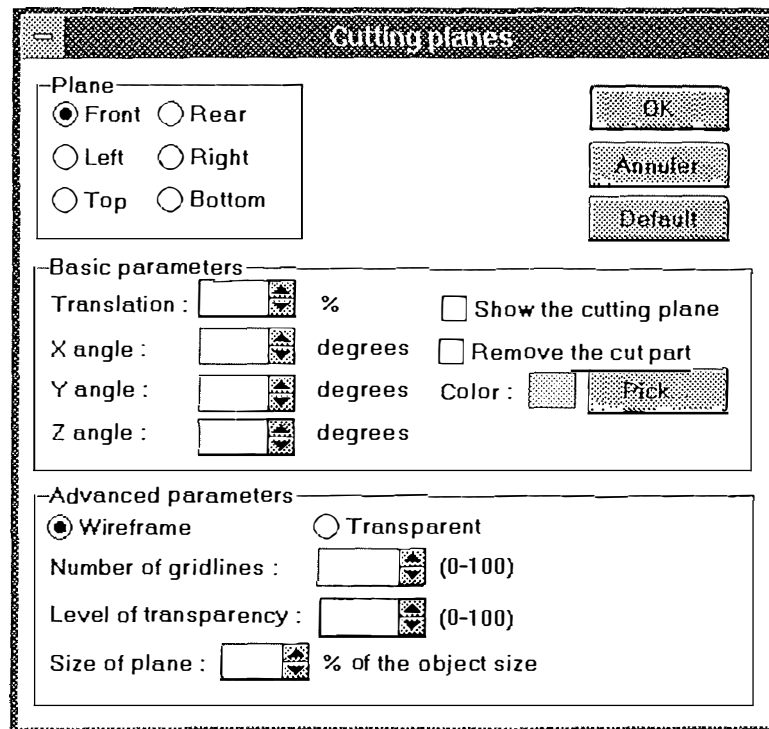 Cutting planes
Plane
Front Rear
Left Right
Top Bottom
OK
Annufer
Default
Basic parameters
Translation : %
X angle : degrees
Y angle : degrees
Z angle : degrees
Show the cutting plane
Remove the cut part
Color : Pick
Advanced parameters
Wireframe Transparent
Number of gridlines : (0-100)
Level of transparency : (0-100)
Size of plane : % of the object size